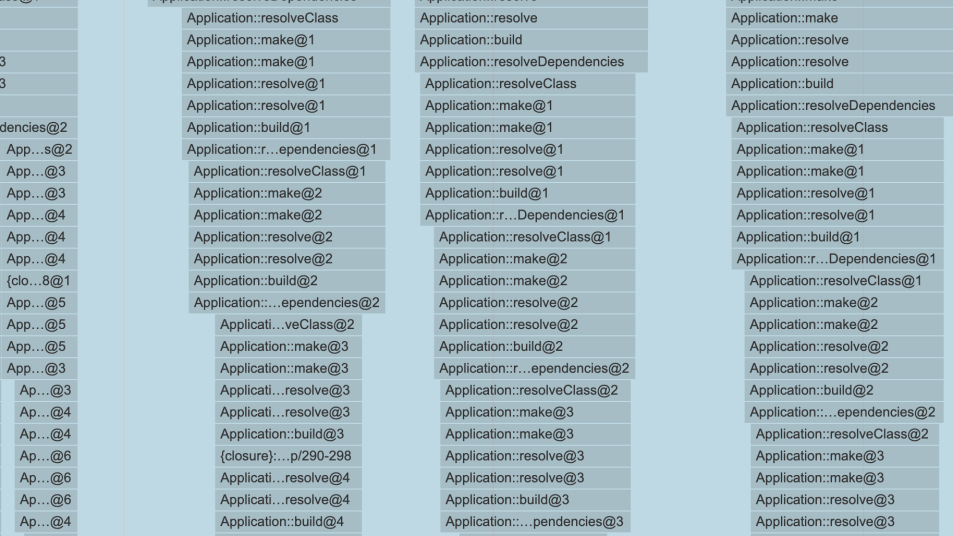 3
3
dencies@2
App…s@2
App…@3
App…@3
App…@4
App…@4
App…@4
{clo…8@1
App…@5
App…@5
App…@5
App…@3
Ap…@3
Ap…@4
Ap…@4
Ap…@6
Ap…@6
Ap…@6
Ap…@4
Application::resolveClass
Application::make@1
Application::make@1
Application::resolve@1
Application::resolve@1
Application::build@1
Application::r…ependencies@1
Application::resolveClass@1
Application::make@2
Application::make@2
Application::resolve@2
Application::resolve@2
Application::build@2
Application::…ependencies@2
Applicati…veClass@2
Application::make@3
Application::make@3
Applicati…resolve@3
Applicati…resolve@3
Application::build@3
{closure}:…p/290-298
Applicati…resolve@4
Applicati…resolve@4
Application::build@4
Application::resolve
Application::build
Application::resolveDependencies
Application::resolveClass
Application::make@1
Application::make@1
Application::resolve@1
Application::resolve@1
Application::build@1
Application::r…Dependencies@1
Application::resolveClass@1
Application::make@2
Application::make@2
Application::resolve@2
Application::resolve@2
Application::build@2
Application::r…ependencies@2
Application::resolveClass@2
Application::make@3
Application::make@3
Application::resolve@3
Application::resolve@3
Application::build@3
Application::…pendencies@3
Application::make
Application::resolve
Application::resolve
Application::build
Application::resolveDependencies
Application::resolveClass
Application::make@1
Application::make@1
Application::resolve@1
Application::resolve@1
Application::build@1
Application::r…Dependencies@1
Application::resolveClass@1
Application::make@2
Application::make@2
Application::resolve@2
Application::resolve@2
Application::build@2
Application::…ependencies@2
Application::resolveClass@2
Application::make@3
Application::make@3
Application::resolve@3
Application::resolve@3